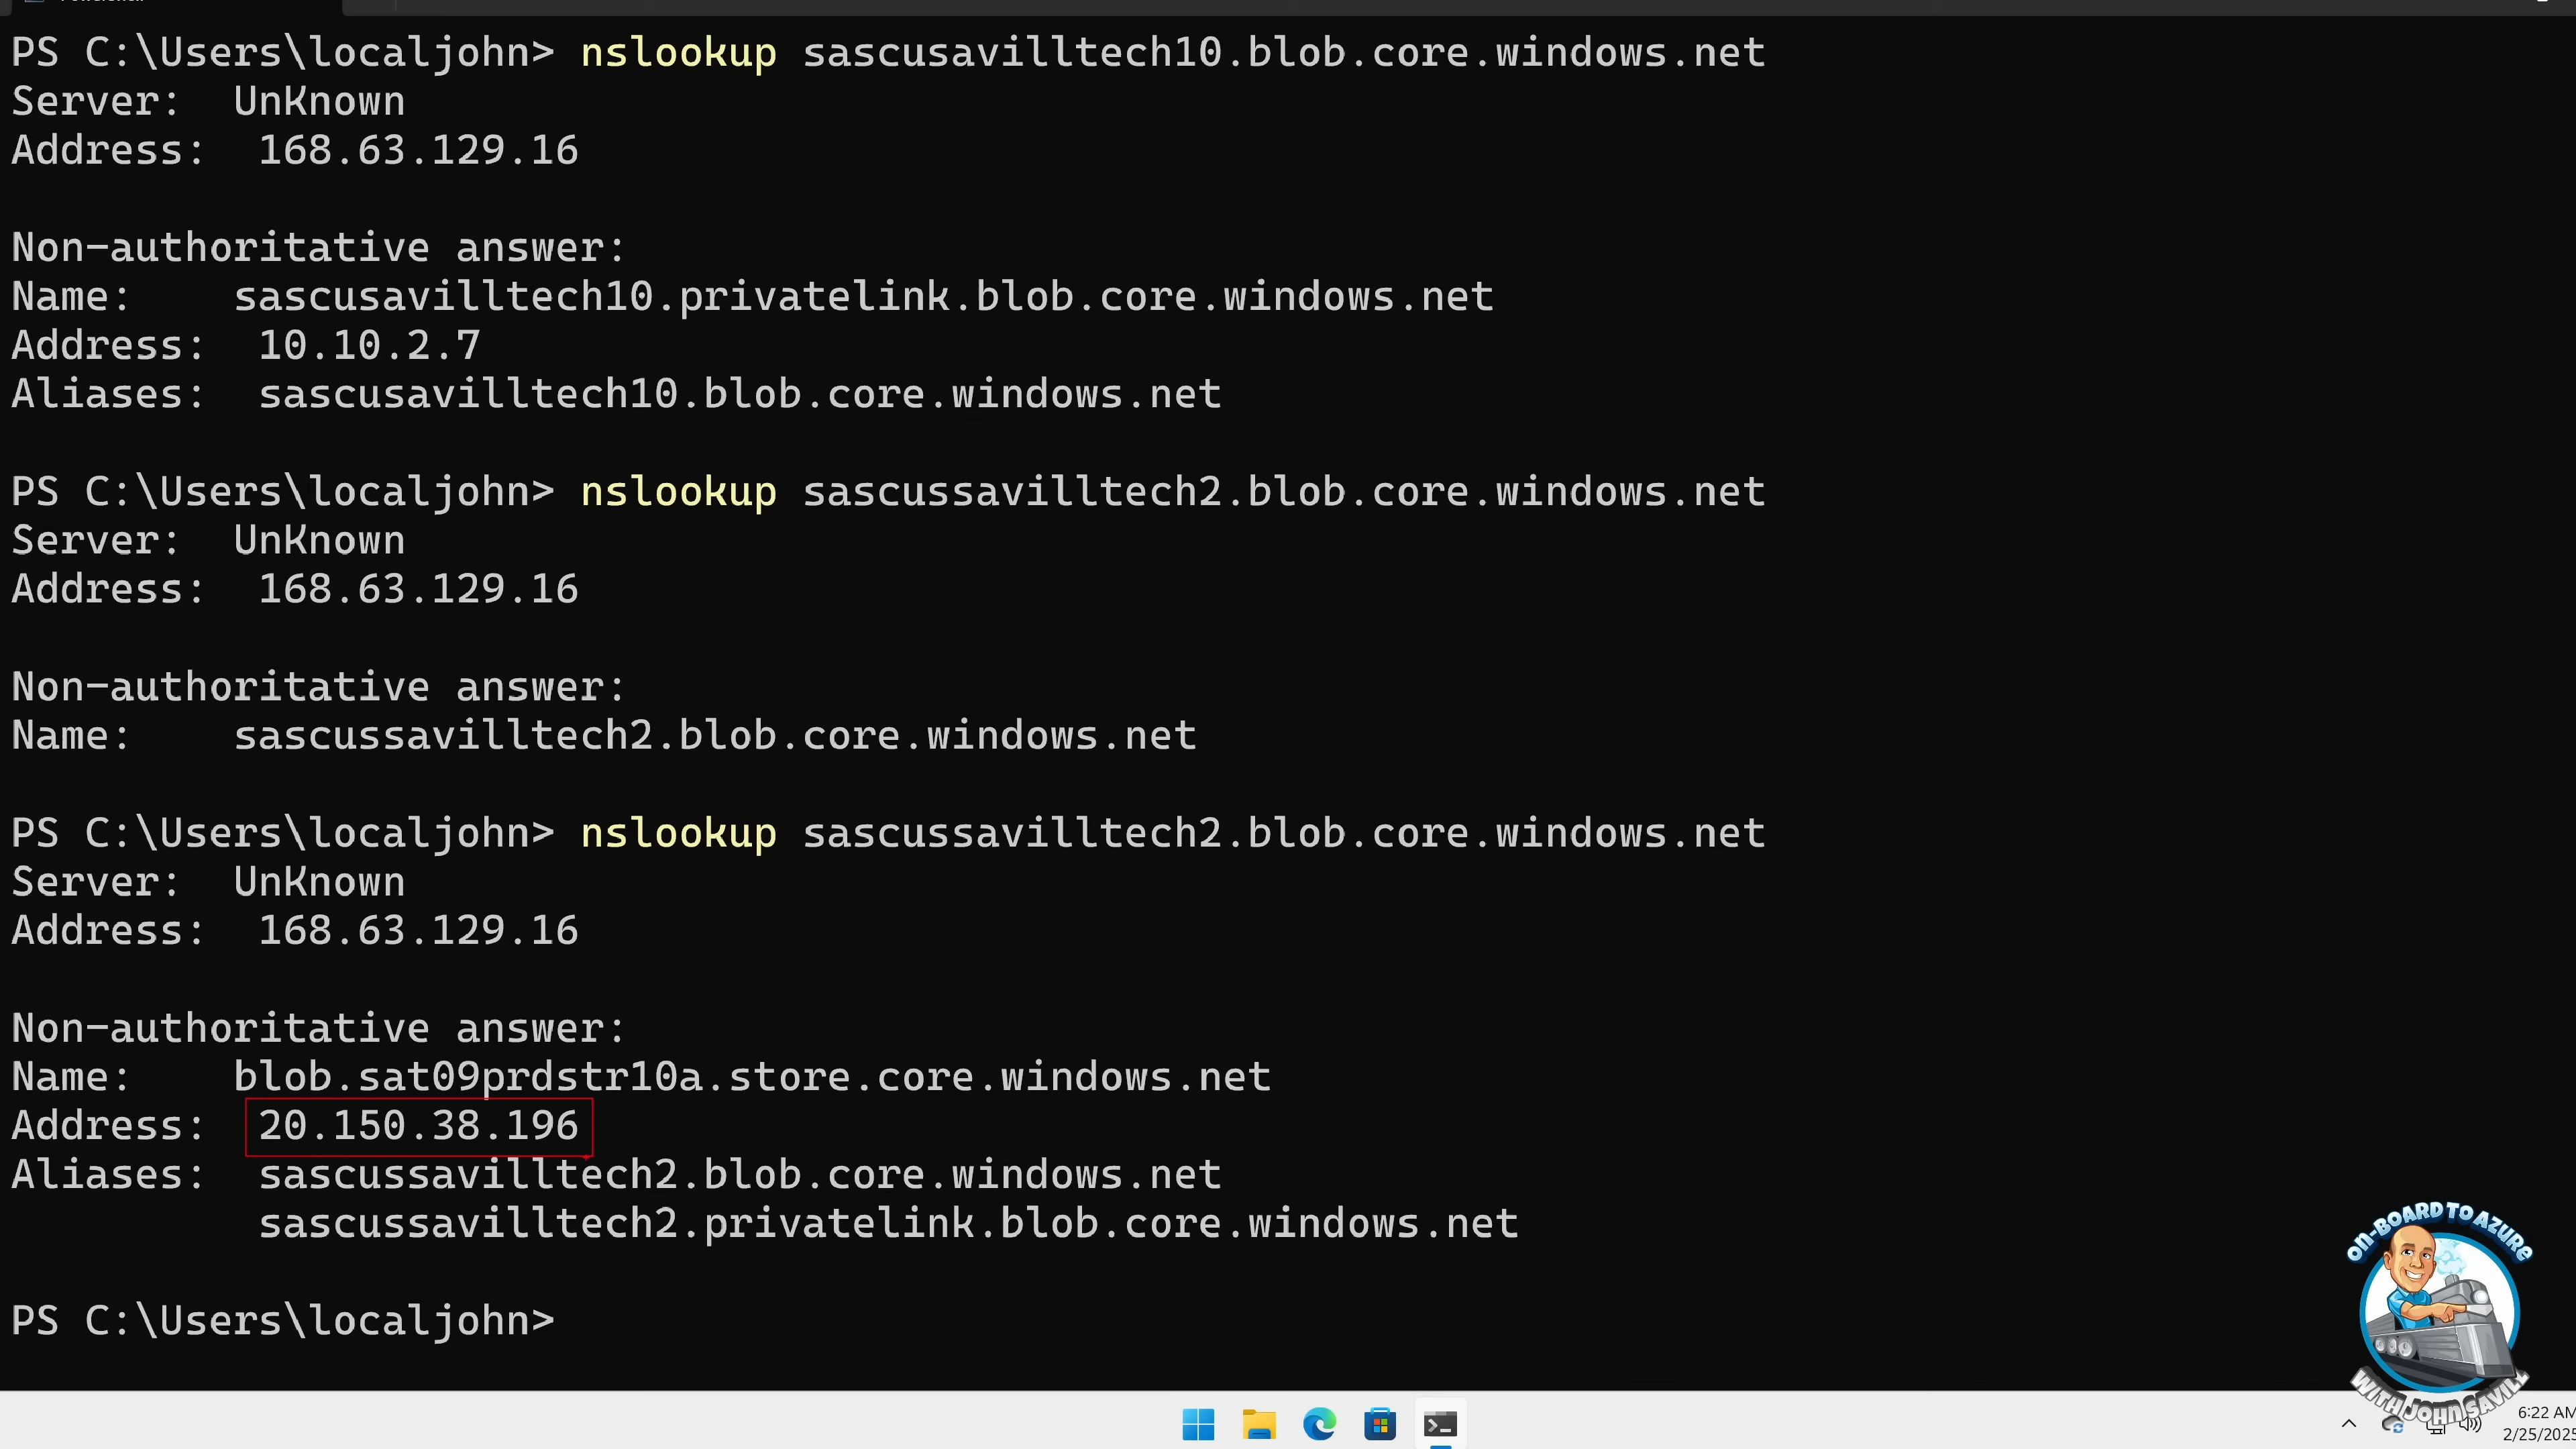 PS C:\Users\localjohn> nslookup sascusavilltech10.blob.core.windows.net
Server:  UnKnown
Address:  168.63.129.16
Non-authoritative answer:
Name:    sascusavilltech10.privatelink.blob.core.windows.net
Address:  10.10.2.7
Aliases:  sascusavilltech10.blob.core.windows.net
PS C:\Users\localjohn> nslookup sascussavilltech2.blob.core.windows.net
Server:  UnKnown
Address:  168.63.129.16
Non-authoritative answer:
Name:    sascussavilltech2.blob.core.windows.net
PS C:\Users\localjohn> nslookup sascussavilltech2.blob.core.windows.net
Server:  UnKnown
Address:  168.63.129.16
Non-authoritative answer:
Name:    blob.sat09prdstr10a.store.core.windows.net
Address:  20.150.38.196
Aliases:  sascussavilltech2.blob.core.windows.net
sascussavilltech2.privatelink.blob.core.windows.net
PS C:\Users\localjohn>
ON-BOARD TO AZURE
WITH JOHN SAVILL
6:22 AM
2/25/202